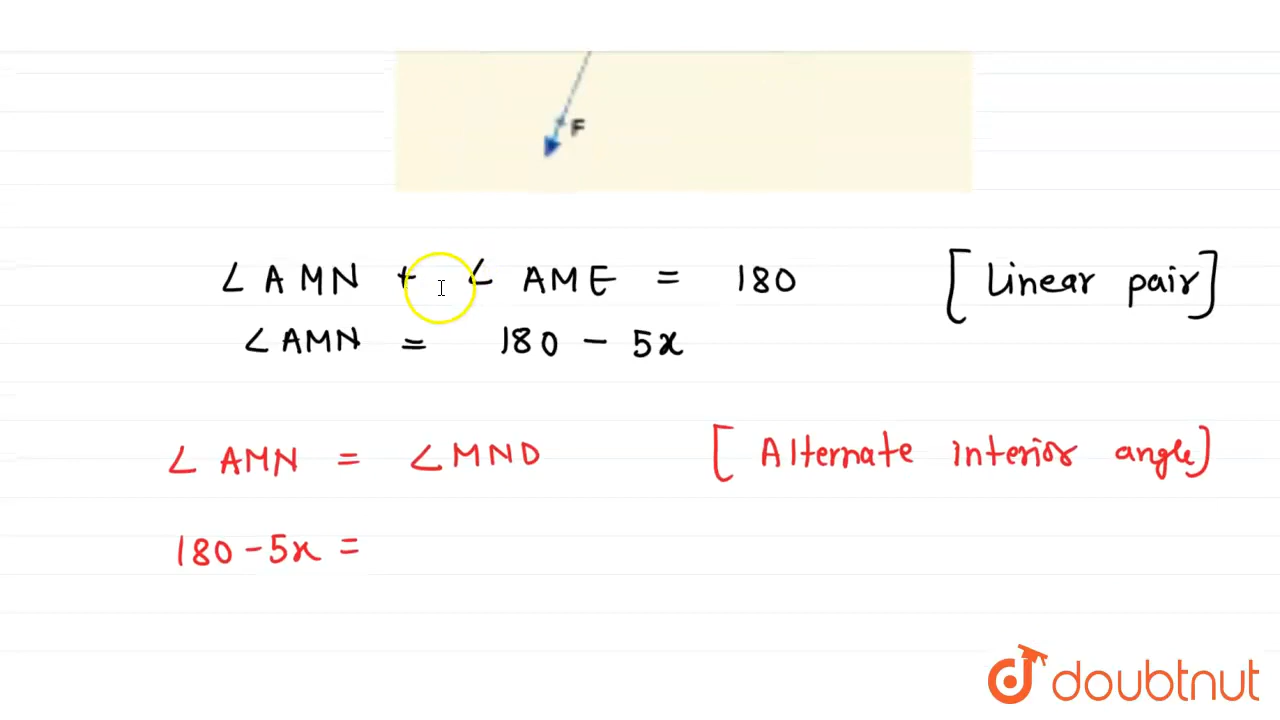 F
∠ AMN + ∠ AME = 180 [Linear pair]
∠AMN = 180 - 5x
∠ AMN = ∠MND [Alternate interior angle]
180-5x =
doubtnut